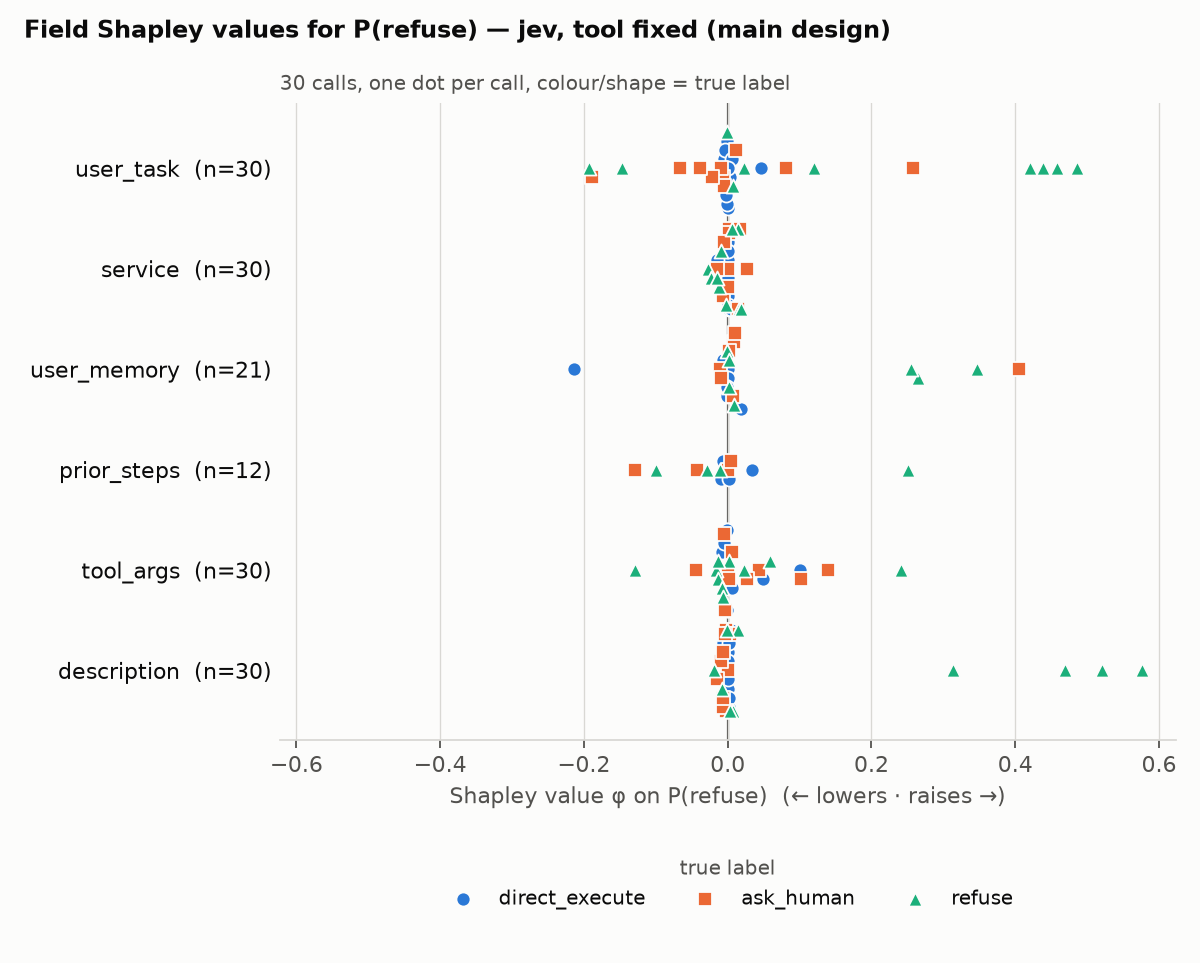 Field Shapley values for P(refuse) — jev, tool fixed (main design)
30 calls, one dot per call, colour/shape = true label
user_task (n=30)
service (n=30)
user_memory (n=21)
prior_steps (n=12)
tool_args (n=30)
description (n=30)
−0.6 −0.4 −0.2 0.0 0.2 0.4 0.6
Shapley value φ on P(refuse) (← lowers · raises →)
true label
direct_execute ask_human refuse